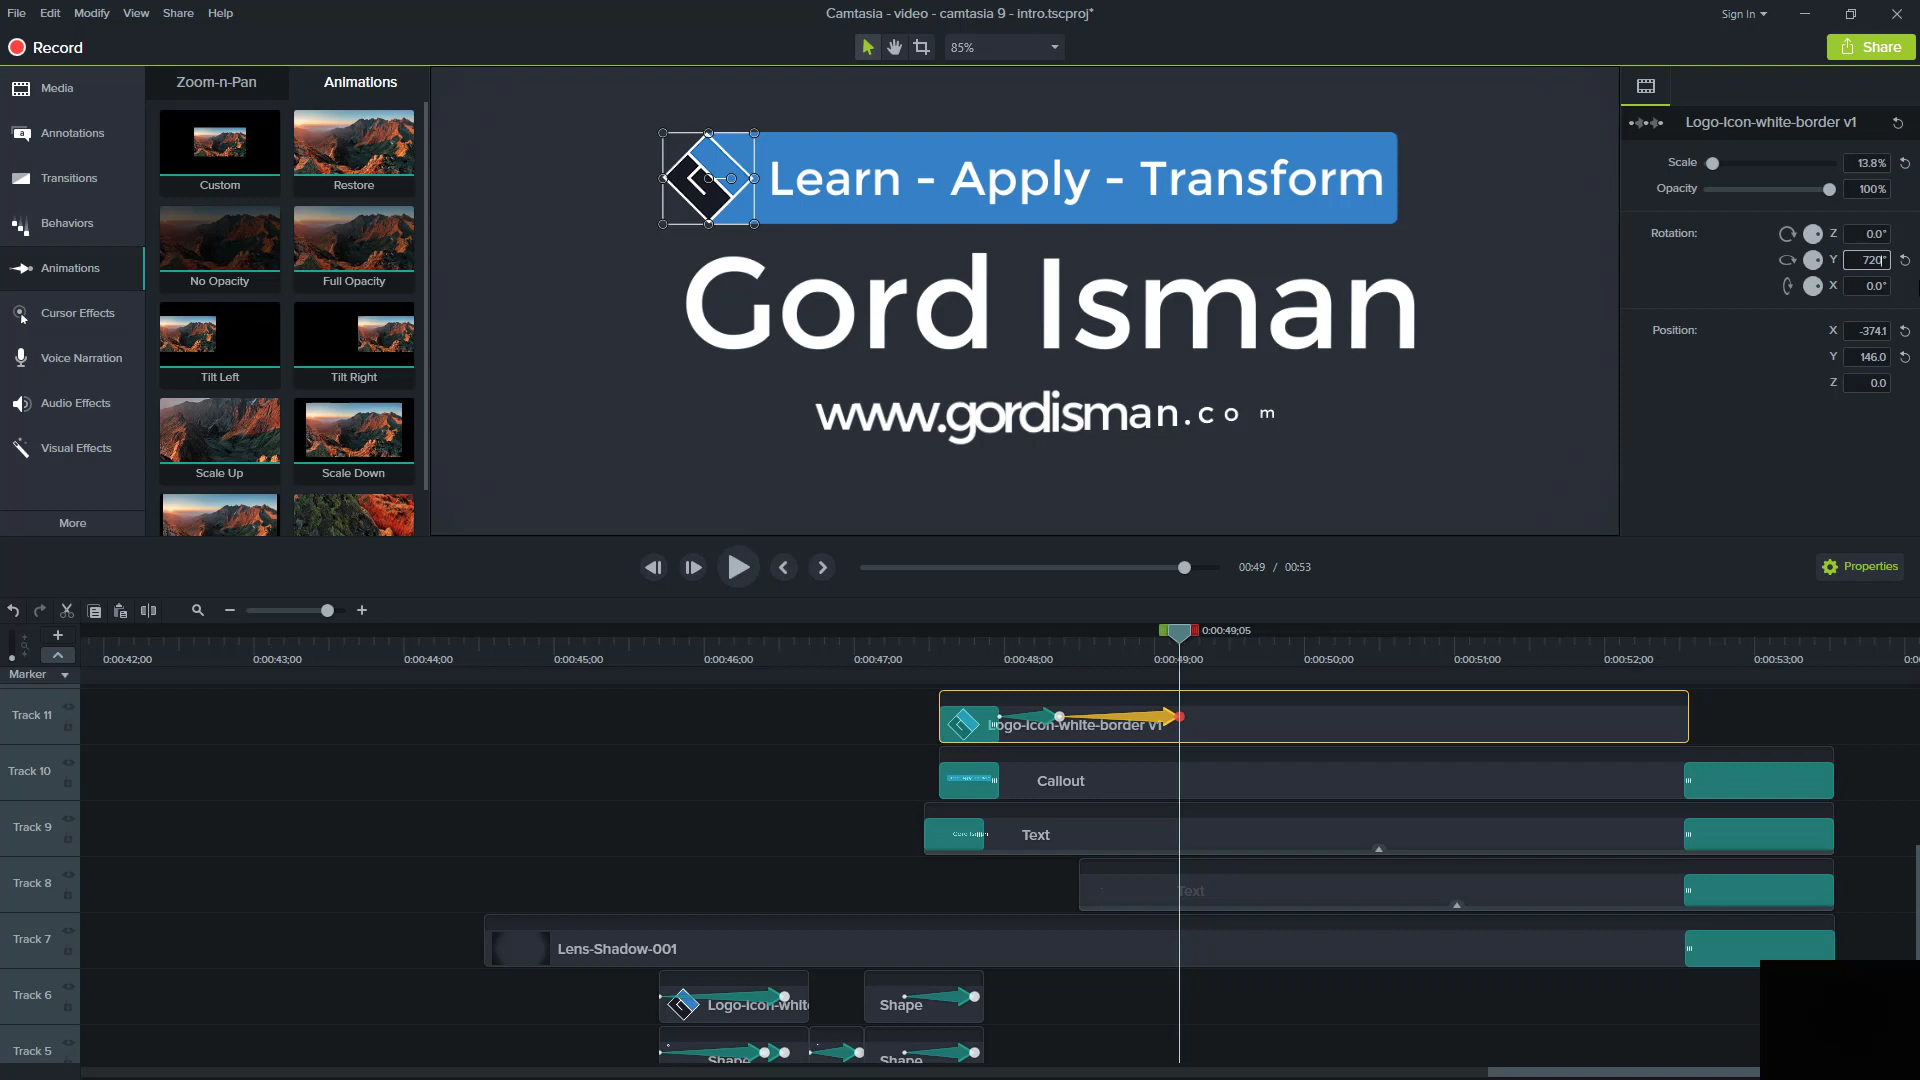 File Edit Modify View Share Help
Camtasia - video - camtasia 9 - intro.tscproj*
Sign In
Record
85%
Share
Media
Annotations
Transitions
Behaviors
Animations
Cursor Effects
Voice Narration
Audio Effects
Visual Effects
More
Zoom-n-Pan Animations
Custom Restore
No Opacity Full Opacity
Tilt Left Tilt Right
Scale Up Scale Down
Learn - Apply - Transform
Gord Isman
www.gordisman.com
Logo-Icon-white-border v1
Scale 13.8%
Opacity 100%
Rotation: Z 0.0°
Y 720°
X 0.0°
Position: X -374.1
Y 146.0
Z 0.0
00:49 / 00:53
Properties
0:00:49;05
0:00:42;00 0:00:43;00 0:00:44;00 0:00:45;00 0:00:46;00 0:00:47;00 0:00:48;00 0:00:49;00 0:00:50;00 0:00:51;00 0:00:52;00 0:00:53;00 0:00
Marker
Track 11 Logo-Icon-white-border v1
Track 10 Callout
Track 9 Text
Track 8 Text
Track 7 Lens-Shadow-001
Track 6 Logo-Icon-white Shape
Track 5 Shape Shape